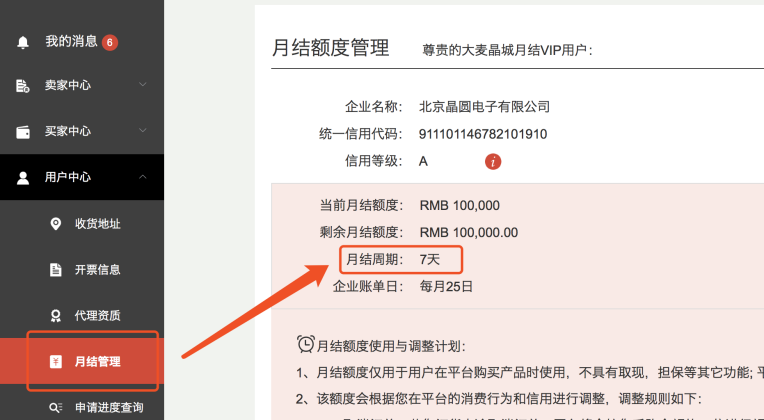 我的消息 6
卖家中心
买家中心
用户中心
收货地址
开票信息
代理资质
月结管理
申请进度查询
月结额度管理 尊贵的大麦晶城月结VIP用户：
企业名称： 北京晶圆电子有限公司
统一信用代码： 911101146782101910
信用等级： A i
当前月结额度： RMB 100,000
剩余月结额度： RMB 100,000.00
月结周期： 7天
企业账单日： 每月25日
月结额度使用与调整计划：
1、月结额度仅用于用户在平台购买产品时使用，不具有取现，担保等其它功能; 平
2、该额度会根据您在平台的消费行为和信用进行调整，调整规则如下：